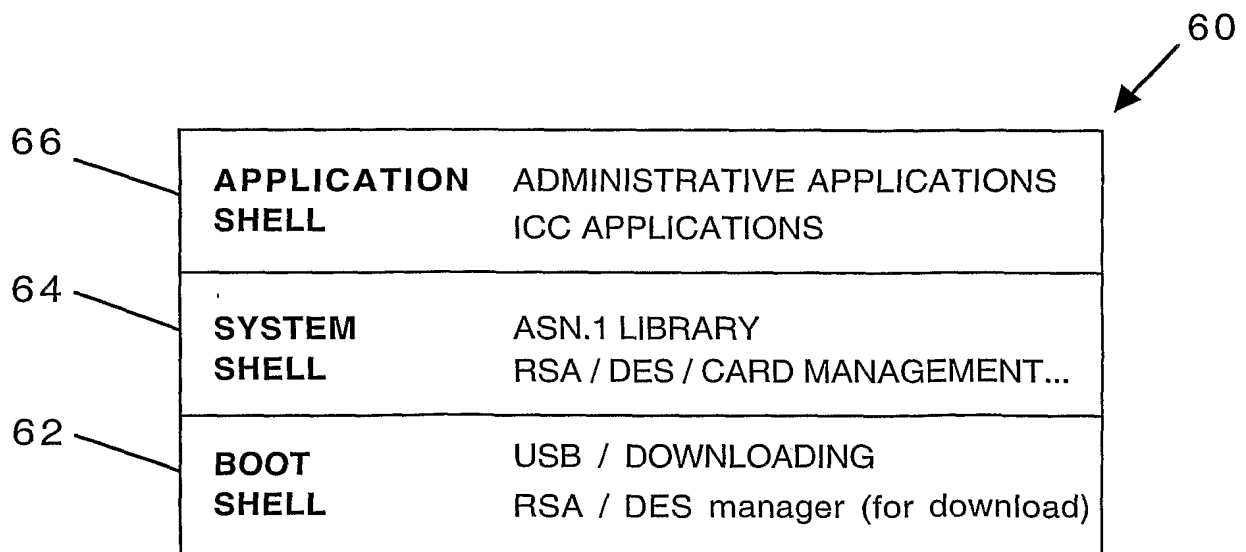 60
66
APPLICATION ADMINISTRATIVE APPLICATIONS
SHELL ICC APPLICATIONS
64
SYSTEM ASN.1 LIBRARY
SHELL RSA / DES / CARD MANAGEMENT...
62
BOOT USB / DOWNLOADING
SHELL RSA / DES manager (for download)